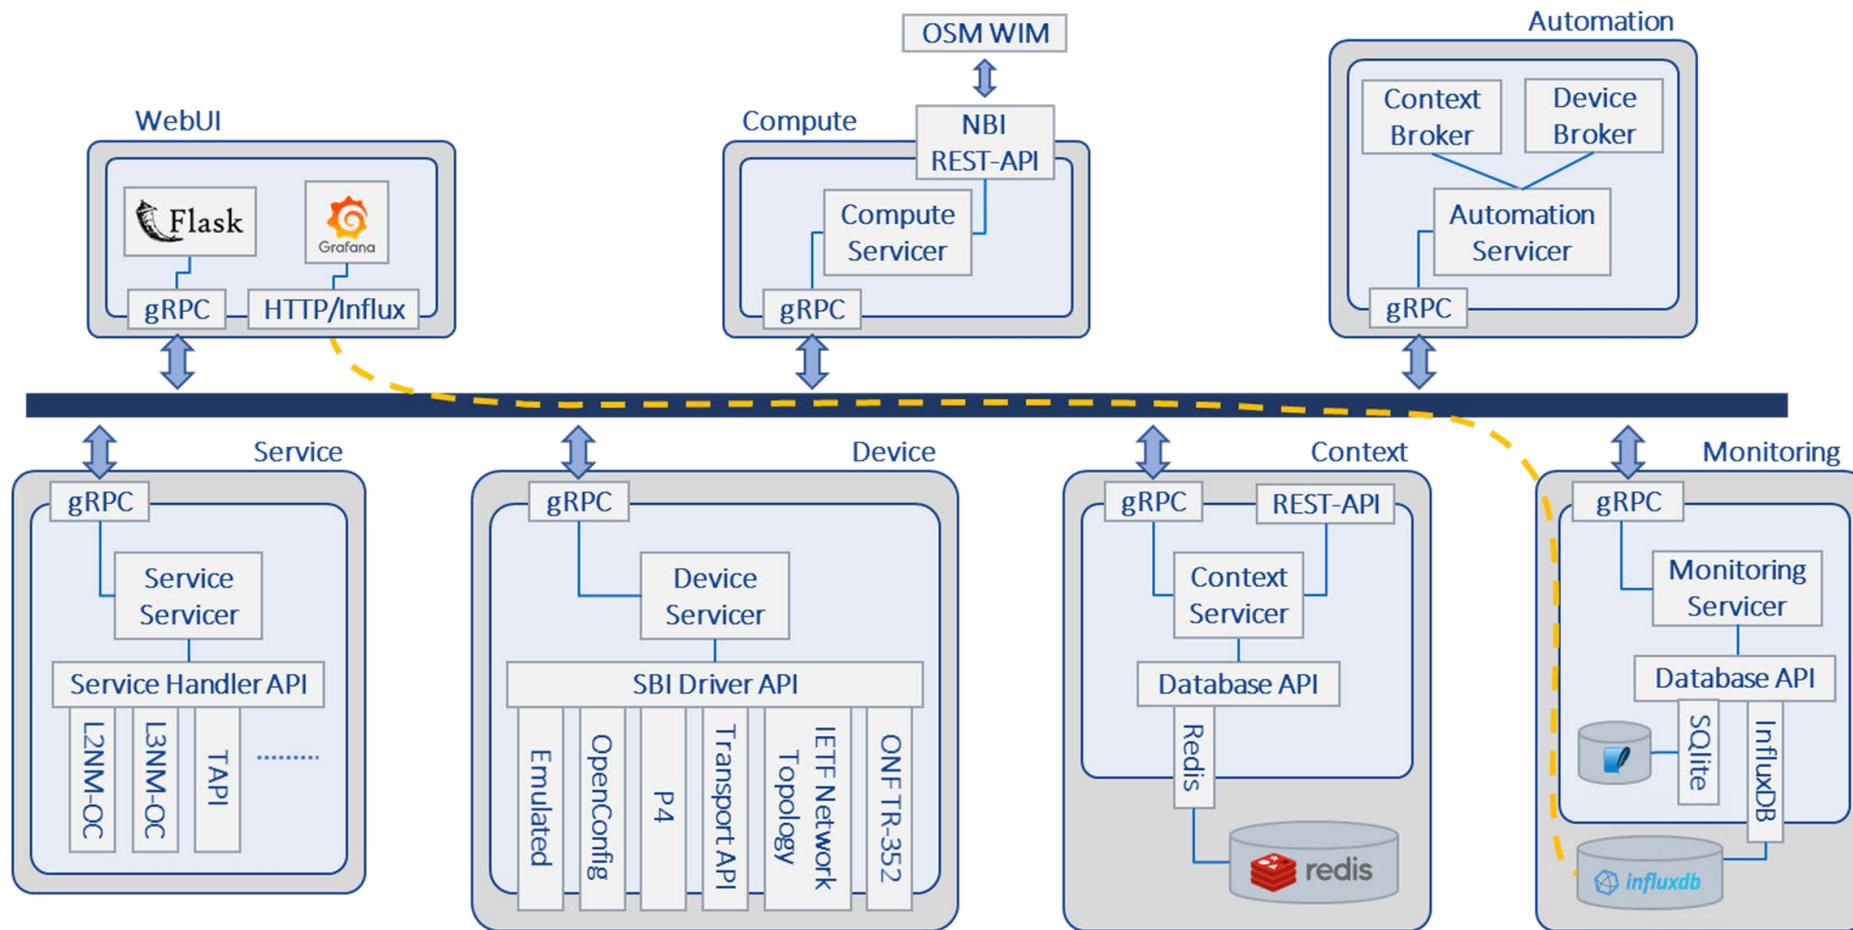 OSM WIM
Automation
WebUI
Compute
NBI
REST-API
Context
Broker
Device
Broker
Flask
Grafana
Compute
Servicer
Automation
Servicer
gRPC
HTTP/Influx
gRPC
gRPC
Service
Device
Context
Monitoring
gRPC
Service
Servicer
Service Handler API
L2NM-OC
L3NM-OC
TAPI
gRPC
Device
Servicer
SBI Driver API
Emulated
OpenConfig
P4
Transport API
IETF Network
Topology
ONF TR-352
gRPC
REST-API
Context
Servicer
Database API
Redis
redis
gRPC
Monitoring
Servicer
Database API
SQlite
InfluxDB
influxdb